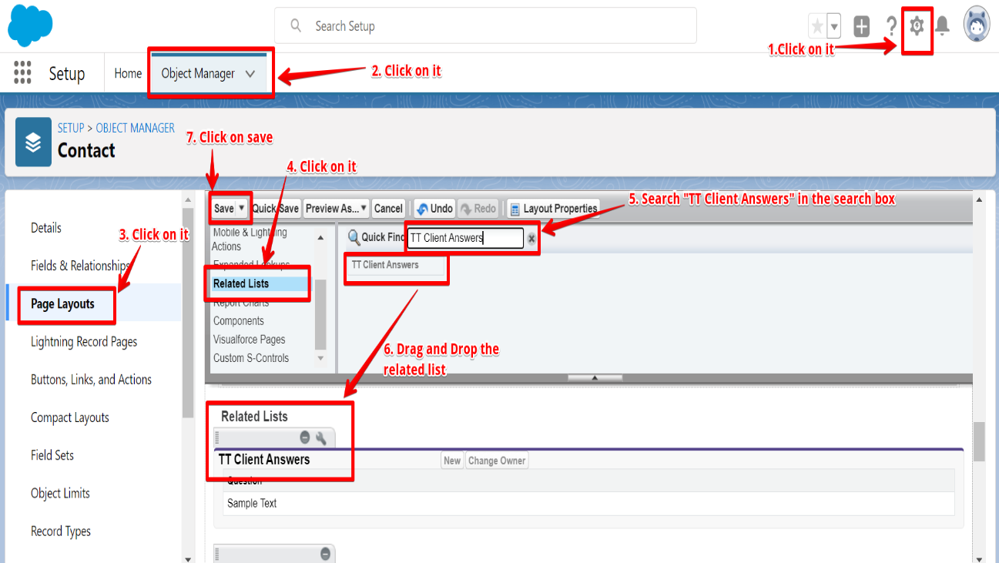 Search Setup
1.Click on it
Setup
Home
Object Manager
2. Click on it
SETUP > OBJECT MANAGER
Contact
7. Click on save
4. Click on it
5. Search "TT Client Answers" in the search box
Save
Quick Save
Preview As...
Cancel
Undo
Redo
Layout Properties
Details
3. Click on it
Fields & Relationships
Page Layouts
Lightning Record Pages
Buttons, Links, and Actions
Compact Layouts
Field Sets
Object Limits
Record Types
Mobile & Lightning
Actions
Expanded Lookups
Related Lists
Report Charts
Components
Visualforce Pages
Custom S-Controls
Quick Find
TT Client Answers
TT Client Answers
6. Drag and Drop the
related list
Related Lists
TT Client Answers
New
Change Owner
Question
Sample Text